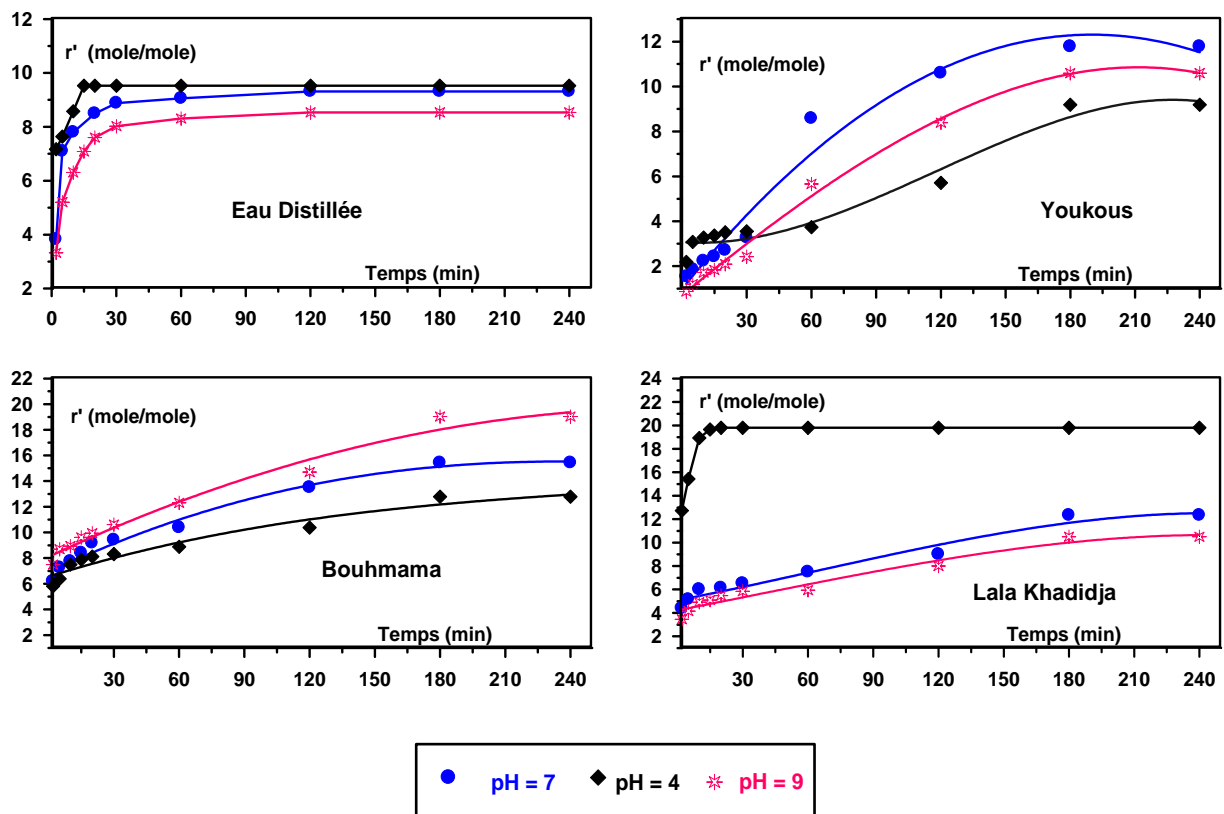 12
10
8
6
4
2
r' (mole/mole)
Eau Distillée
Temps (min)
0 30 60 90 120 150 180 210 240
12
10
8
6
4
2
r' (mole/mole)
Youkous
Temps (min)
30 60 90 120 150 180 210 240
22
20
18
16
14
12
10
8
6
4
2
r' (mole/mole)
Bouhmama
Temps (min)
30 60 90 120 150 180 210 240
24
22
20
18
16
14
12
10
8
6
4
2
r' (mole/mole)
Lala Khadidja
Temps (min)
30 60 90 120 150 180 210 240
pH = 7 pH = 4 pH = 9